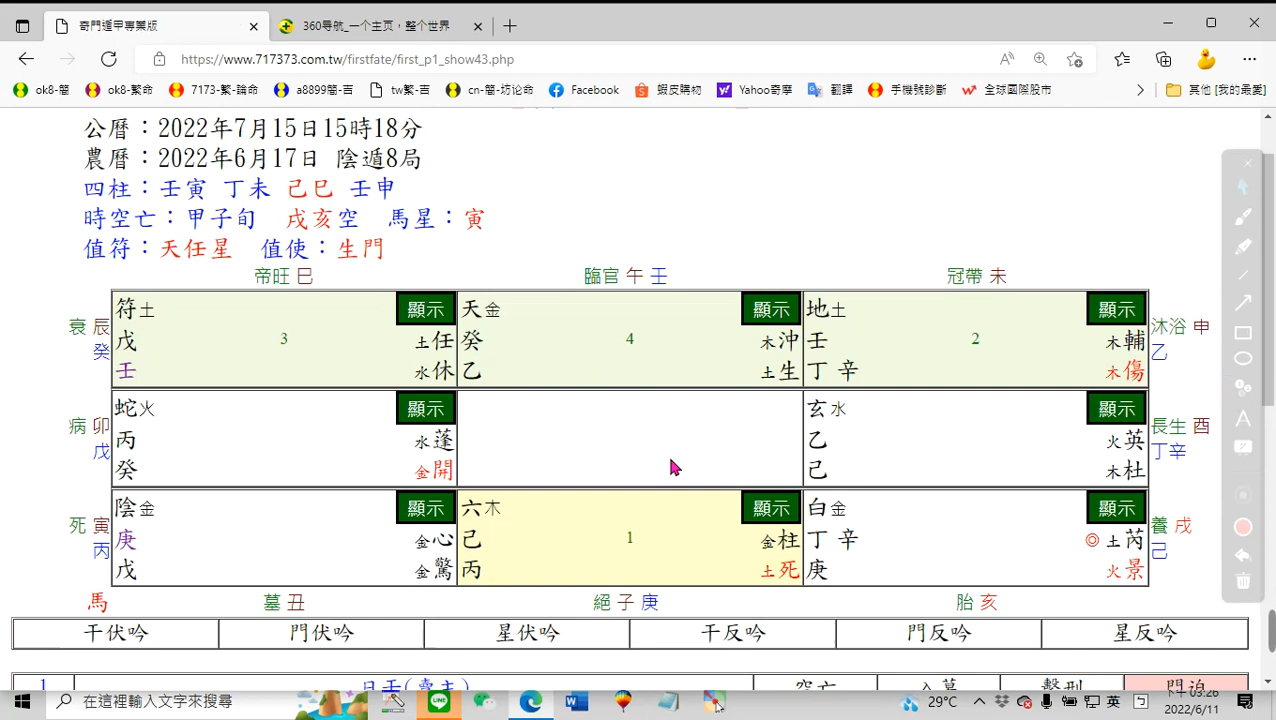 奇門遁甲専業版
360导航_一个主页，整个世界
https://www.717373.com.tw/firstfate/first_p1_show43.php
ok8-簡 ok8-繁命 7173-繁-論命 a8899簡-吉 tw繁-吉 cn-簡-坊论命 Facebook 蝦皮購物 Yahoo奇摩 翻譯 手機號診斷 全球國際股市 其他 [我的最愛]
公曆：2022年7月15日15時18分
農曆：2022年6月17日 陰遁8局
四柱：壬寅 丁未 己巳 壬申
時空亡：甲子旬 戌亥空 馬星：寅
值符：天任星 值使：生門
帝旺 巳 臨官 午 壬 冠帶 未
符土 顯示 天金 顯示 地土 顯示
衰 辰 沐浴 申
戊 3 土任 癸 4 木沖 壬 2 木輔
癸 乙
壬 水休 乙 土生 丁 辛 木傷
蛇火 顯示 玄水 顯示
病 卯 長生 酉
丙 水蓬 乙 火英
戊 丁辛
癸 金開 己 木杜
陰金 顯示 六木 顯示 白金 顯示
死 寅 養 戌
庚 金心 己 1 金柱 丁 辛 ◎ 土芮
丙 己
戊 金驚 丙 土死 庚 火景
馬 墓 丑 絕 子 庚 胎 亥
干伏吟 門伏吟 星伏吟 干反吟 門反吟 星反吟
1 日干(賣主) 空亡 入墓 擊刑 門迫
在這裡輸入文字來搜尋 29°C 英 下午 03:26
2022/6/11